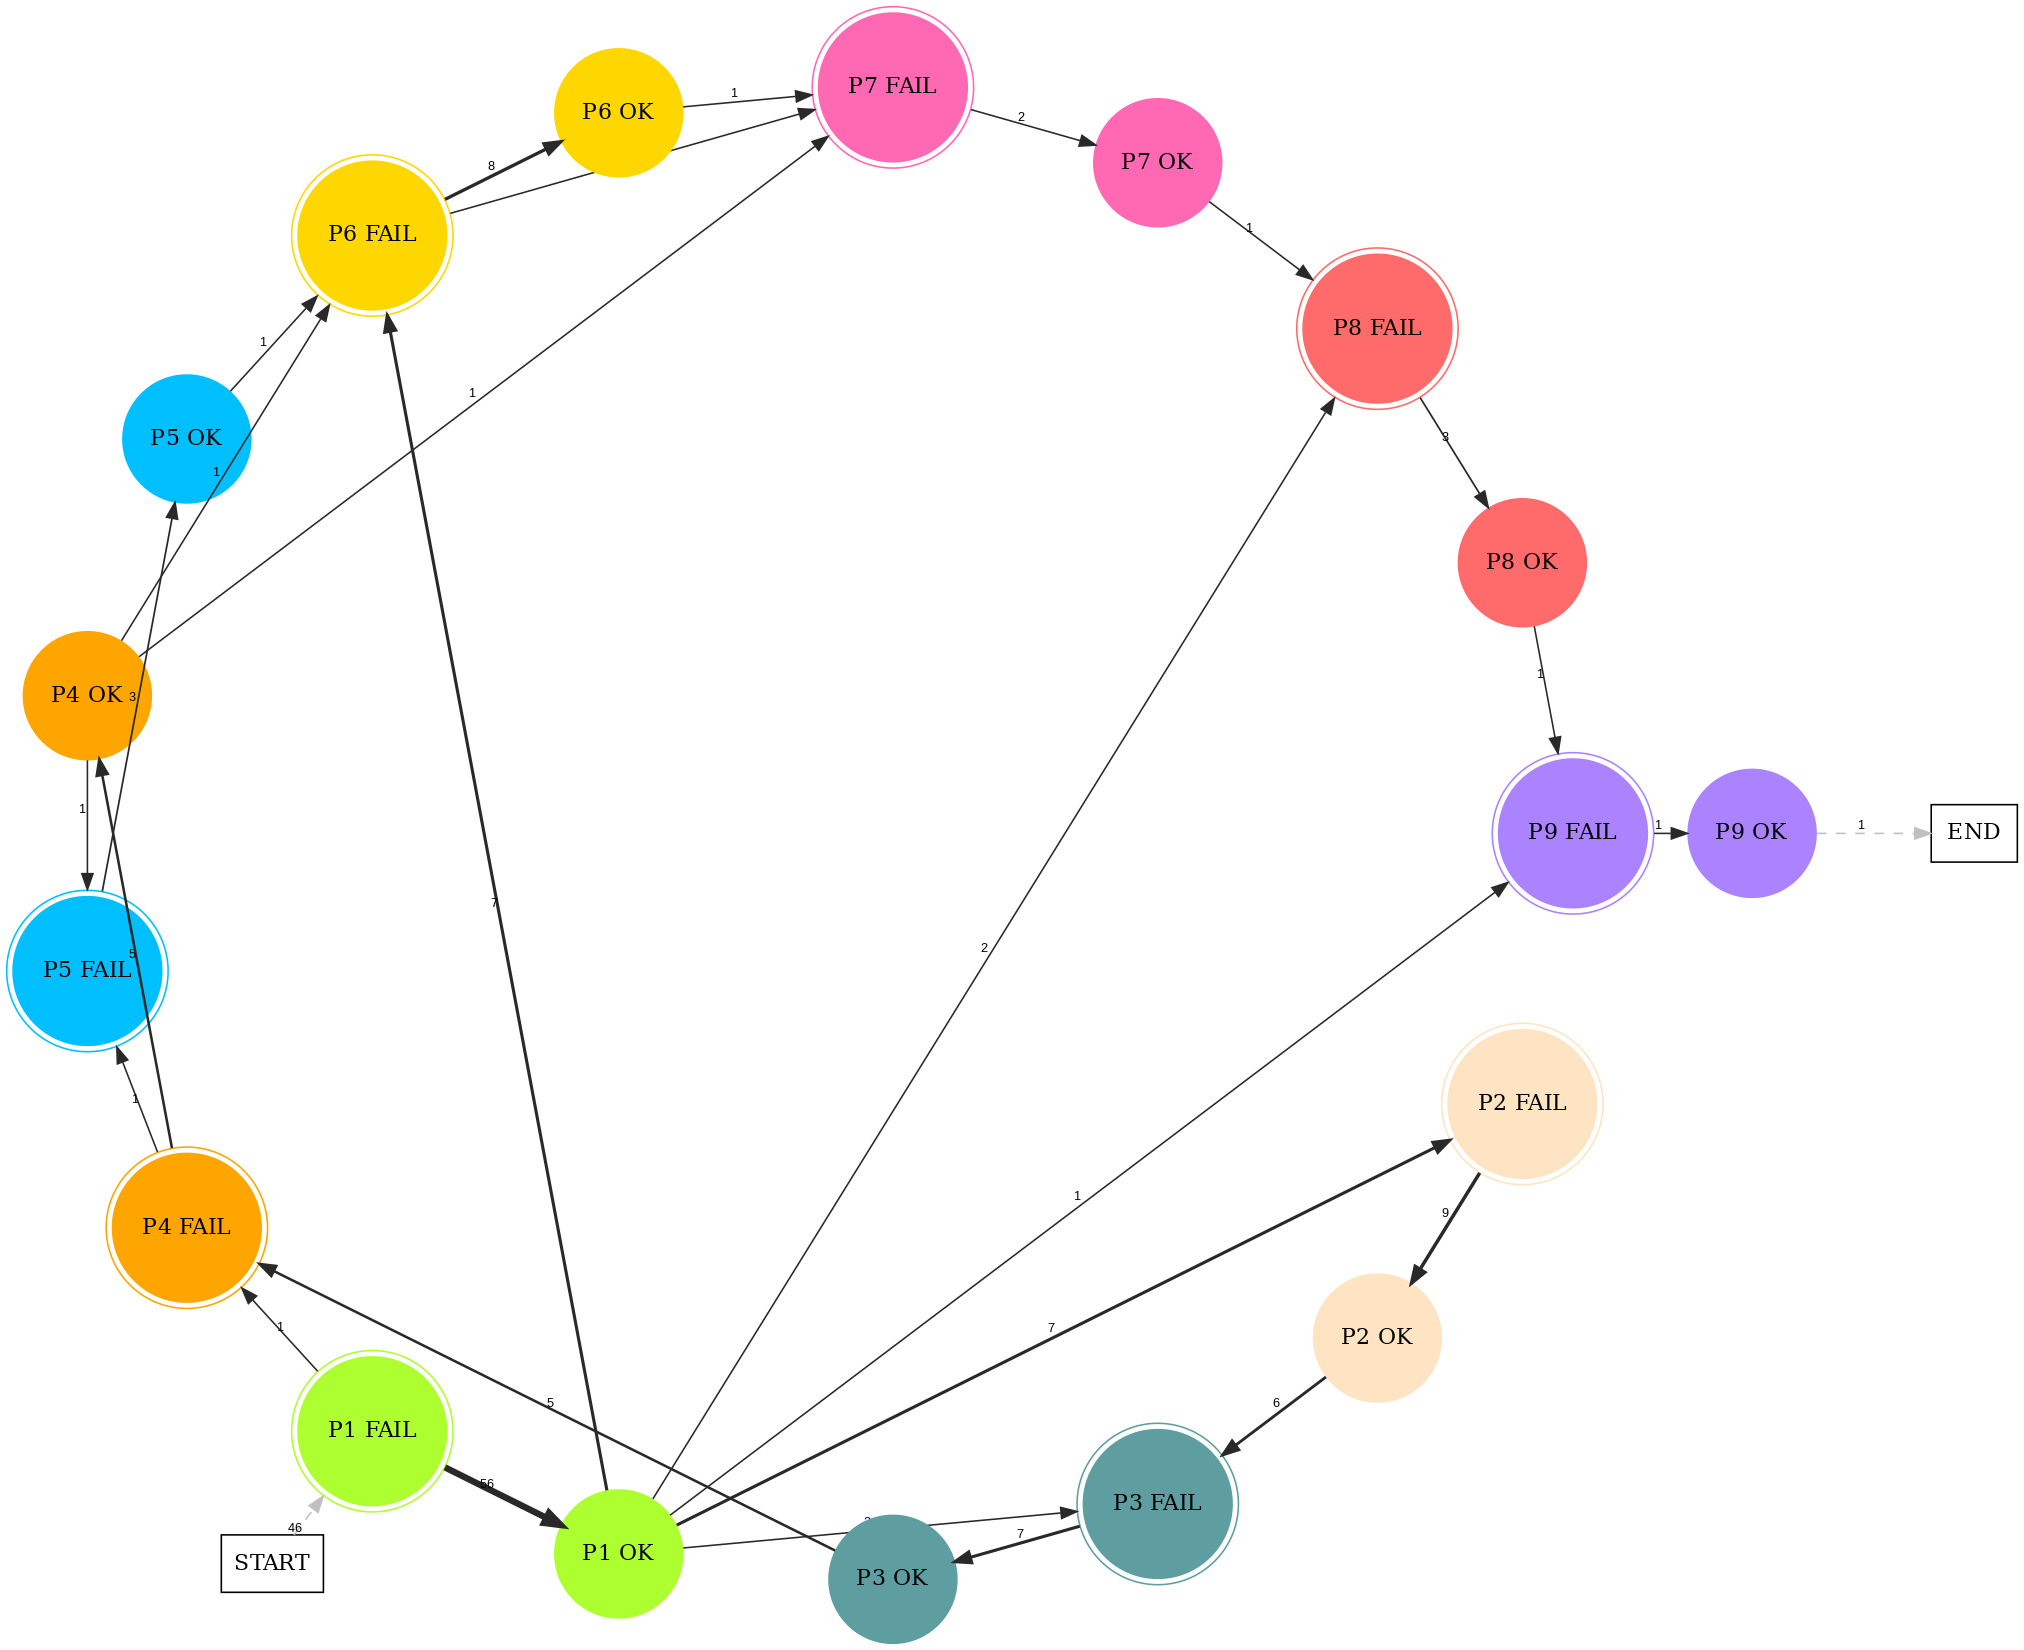 P7 FAIL
P6 OK
1
P7 OK
2
8
P6 FAIL
1
P8 FAIL
1
1
P5 OK
3
1
P8 OK
1
P4 OK
3
1
1
P9 FAIL
1
P9 OK
1
END
7
2
5
P5 FAIL
1
P2 FAIL
1
9
P4 FAIL
1
7
P2 OK
5
6
P1 FAIL
56
P3 FAIL
46
START
7
P1 OK
P3 OK